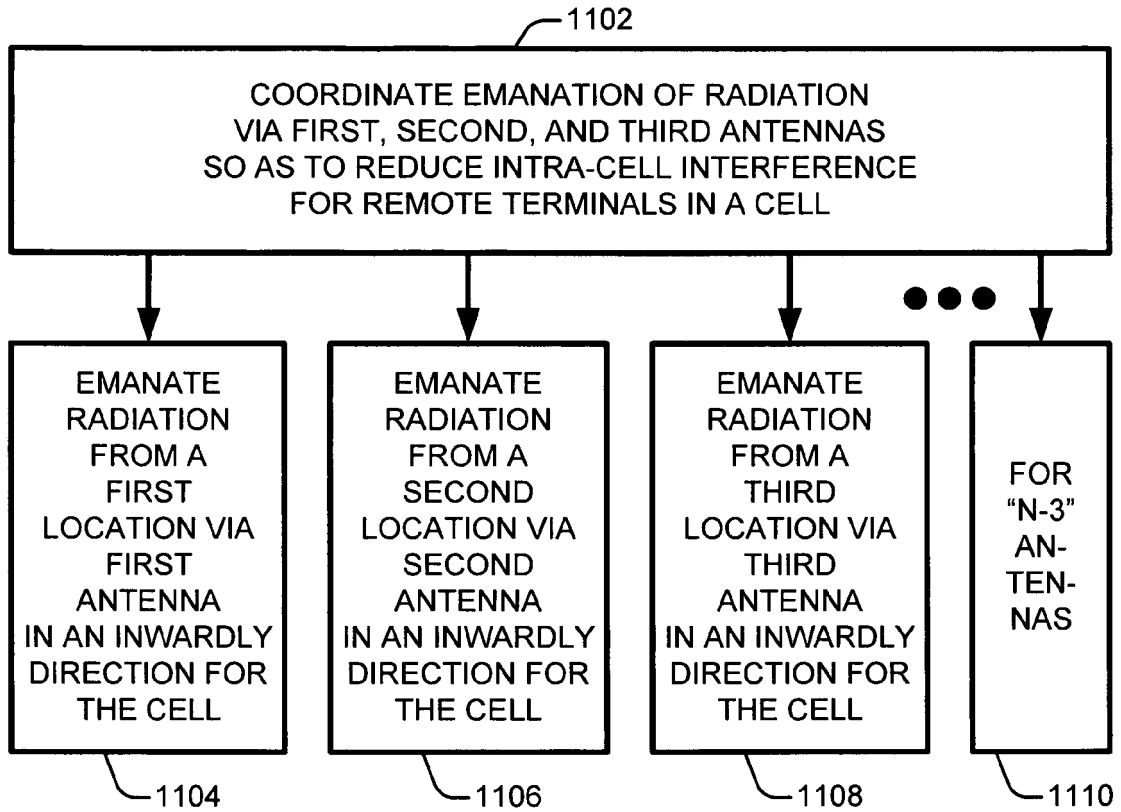 1102
COORDINATE EMANATION OF RADIATION
VIA FIRST, SECOND, AND THIRD ANTENNAS
SO AS TO REDUCE INTRA-CELL INTERFERENCE
FOR REMOTE TERMINALS IN A CELL
EMANATE
RADIATION
FROM A
FIRST
LOCATION VIA
FIRST
ANTENNA
IN AN INWARDLY
DIRECTION FOR
THE CELL
EMANATE
RADIATION
FROM A
SECOND
LOCATION VIA
SECOND
ANTENNA
IN AN INWARDLY
DIRECTION FOR
THE CELL
EMANATE
RADIATION
FROM A
THIRD
LOCATION VIA
THIRD
ANTENNA
IN AN INWARDLY
DIRECTION FOR
THE CELL
FOR
“N-3”
AN-
TEN-
NAS
1104
1106
1108
1110